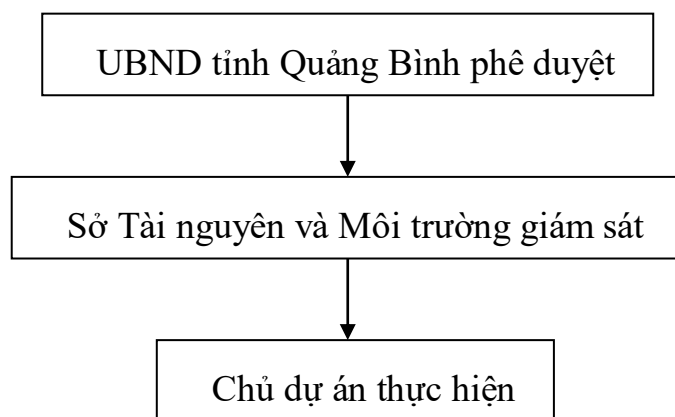 UBND tỉnh Quảng Bình phê duyệt
Sở Tài nguyên và Môi trường giám sát
Chủ dự án thực hiện